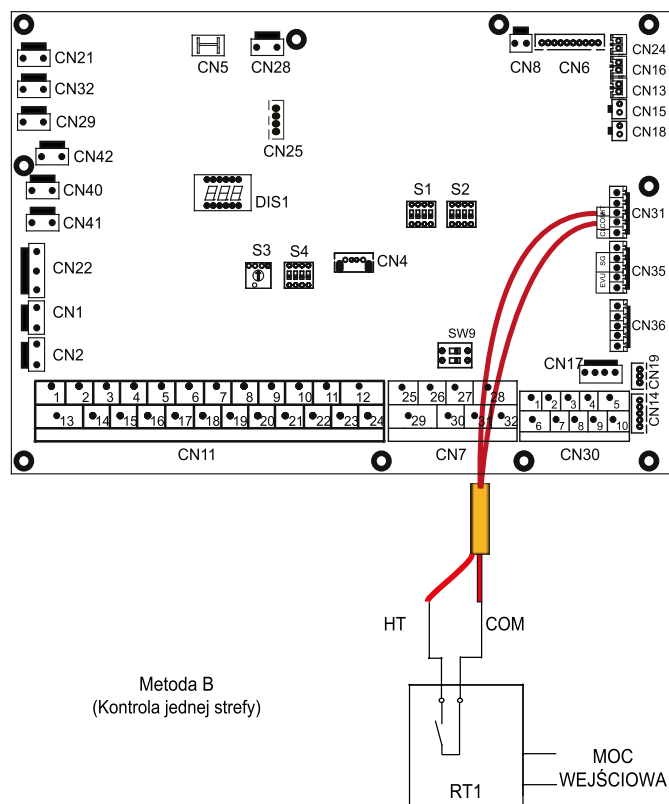 CN21
CN32
CN29
CN42
CN40
CN41
CN22
CN1
CN2
CN5
CN28
CN25
DIS1
S3
S4
S1
S2
CN4
CN8
CN6
CN24
CN16
CN13
CN15
CN18
CN31
EVU SG
CN35
CN36
SW9
CN17
CN19
CN14
1 2 3 4 5 6 7 8 9 10 11 12
13 14 15 16 17 18 19 20 21 22 23 24
CN11
25 26 27 28
29 30 31 32
CN7
1 2 3 4 5
6 7 8 9 10
CN30
HT
COM
Metoda B
(Kontrola jednej strefy)
RT1
MOC
WEJŚCIOWA